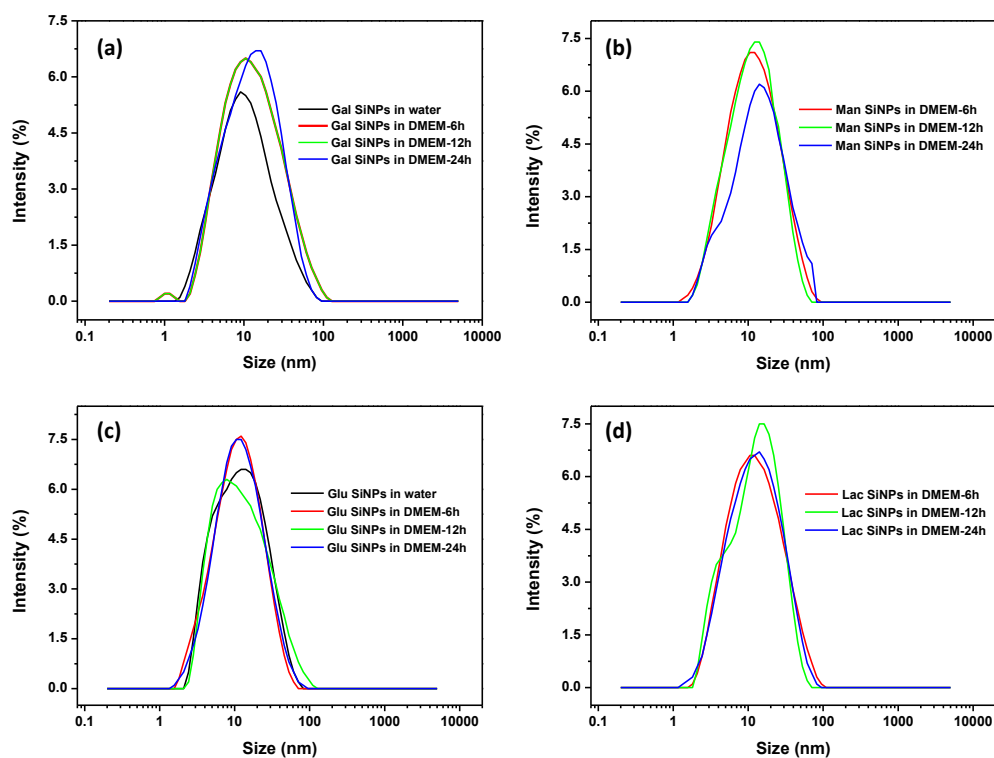 (a)
Gal SiNPs in water
Gal SiNPs in DMEM-6h
Gal SiNPs in DMEM-12h
Gal SiNPs in DMEM-24h
Intensity (%)
7.5
6.0
4.5
3.0
1.5
0.0
0.1 1 10 100 1000 10000
Size (nm)
(b)
Man SiNPs in DMEM-6h
Man SiNPs in DMEM-12h
Man SiNPs in DMEM-24h
Intensity (%)
7.5
6.0
4.5
3.0
1.5
0.0
0.1 1 10 100 1000 10000
Size (nm)
(c)
Glu SiNPs in water
Glu SiNPs in DMEM-6h
Glu SiNPs in DMEM-12h
Glu SiNPs in DMEM-24h
Intensity (%)
7.5
6.0
4.5
3.0
1.5
0.0
0.1 1 10 100 1000 10000
Size (nm)
(d)
Lac SiNPs in DMEM-6h
Lac SiNPs in DMEM-12h
Lac SiNPs in DMEM-24h
Intensity (%)
7.5
6.0
4.5
3.0
1.5
0.0
0.1 1 10 100 1000 10000
Size (nm)